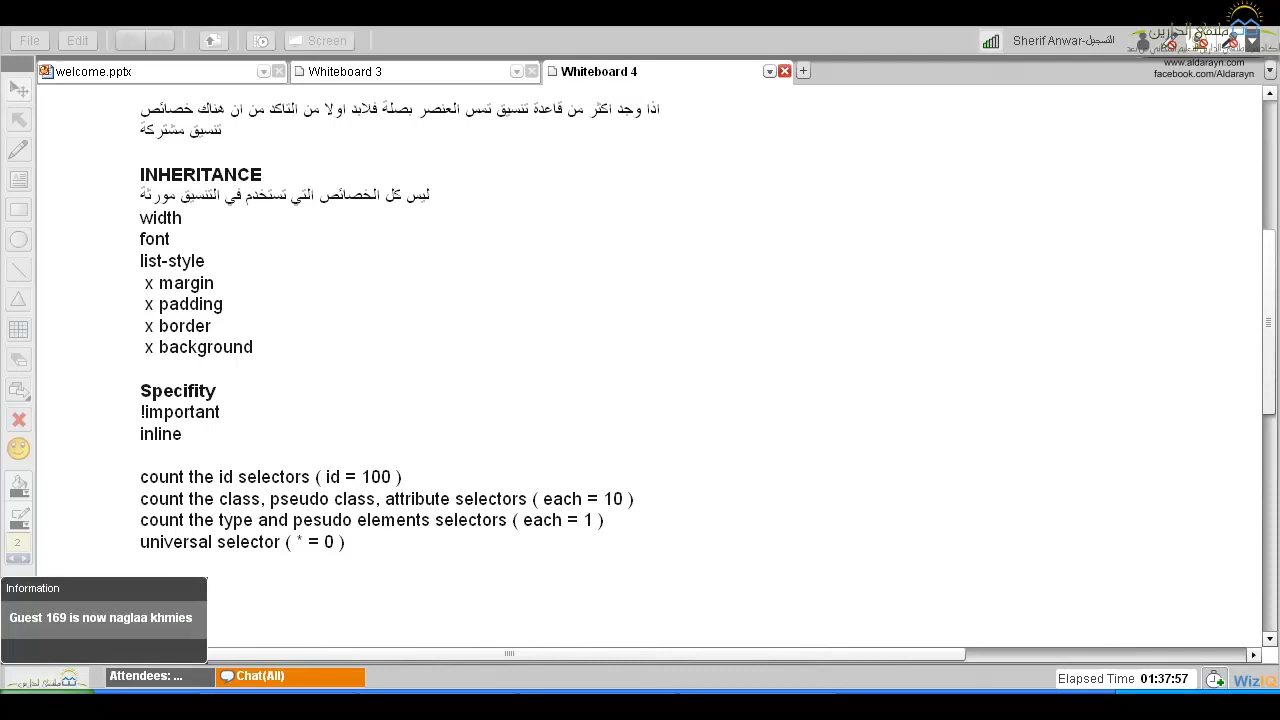 File Edit Screen Sherif Anwar-التسجيل
www.aldarayn.com
facebook.com/Aldarayn
welcome.pptx Whiteboard 3 Whiteboard 4
اذا وجد اكثر من قاعدة تنسيق تمس العنصر بصلة فلابد اولا من التاكد من ان هناك خصائص
تنسيق مشتركة
INHERITANCE
ليس كل الخصائص التي تستخدم في التنسيق مورثة
width
font
list-style
x margin
x padding
x border
x background
Specifity
!important
inline
count the id selectors ( id = 100 )
count the class, pseudo class, attribute selectors ( each = 10 )
count the type and pesudo elements selectors ( each = 1 )
universal selector ( * = 0 )
2
Information
Guest 169 is now naglaa khmies
Attendees: ... Chat(All) Elapsed Time 01:37:57 WizIQ